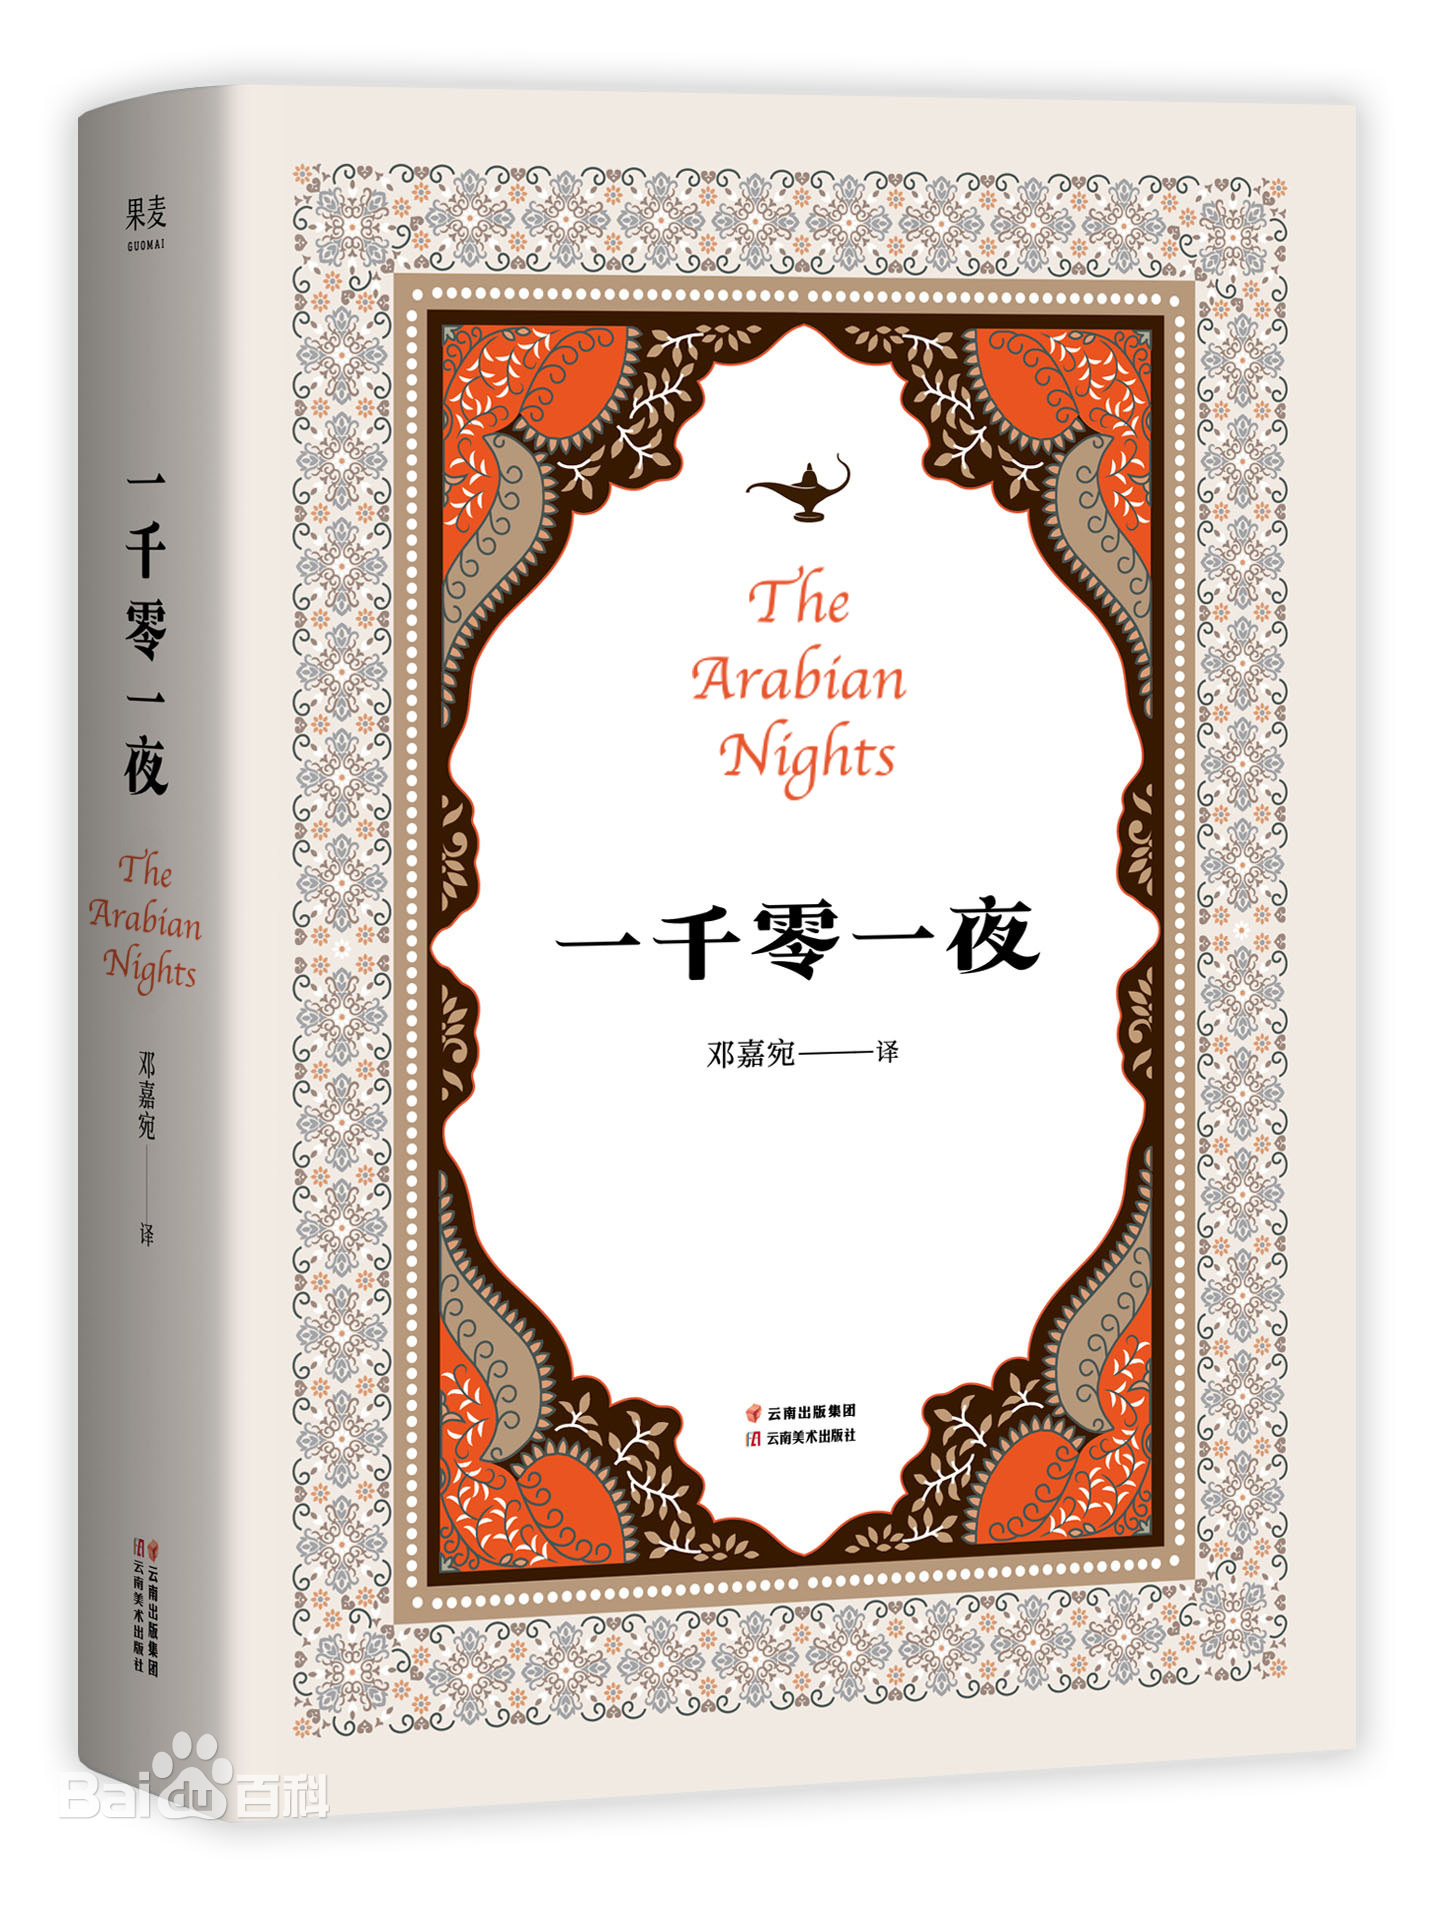 果麦
GUOMAI
一千零一夜
The
Arabian
Nights
邓嘉宛——译
云南出版集团
云南美术出版社
The
Arabian
Nights
一千零一夜
邓嘉宛——译
云南出版集团
云南美术出版社
Baidu百科